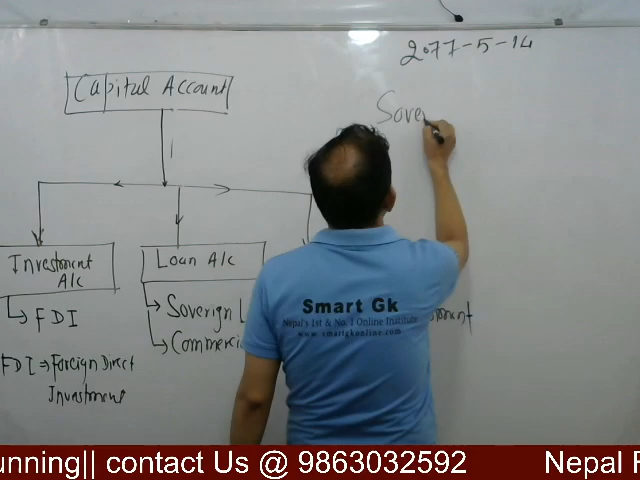 2077-5-14
Capital Account
Sove
Investment
A/c
Loan A/c
FDI
Soverign L
Commerci
FDI ⇒ Foreign Direct
Investment
Smart Gk
Nepal's 1st & No. 1 Online Institute
www.smartgkonline.com
unning|| contact Us @ 9863032592
Nepal